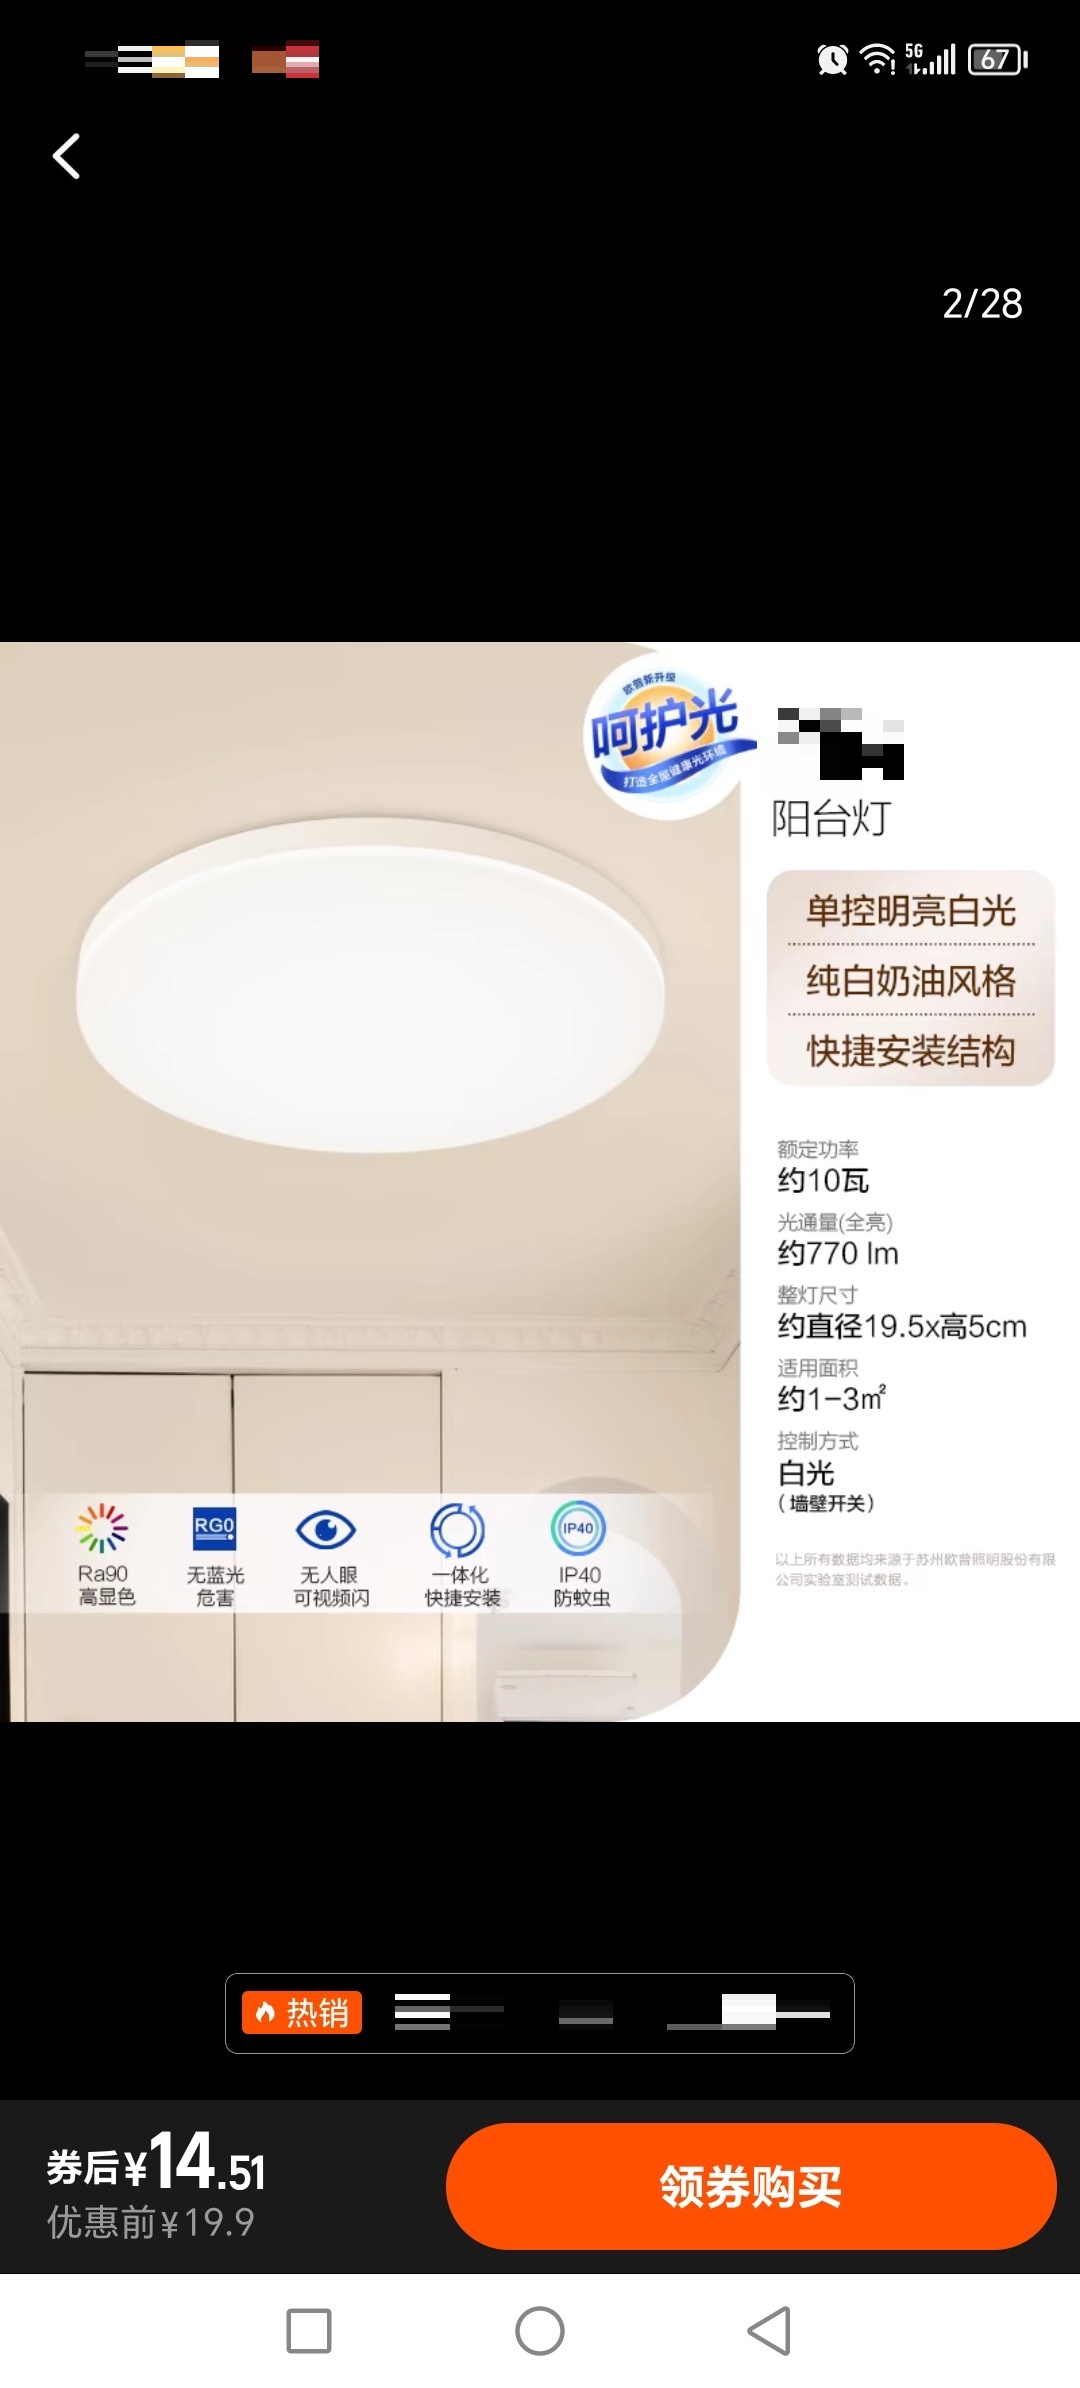 5G
67
2/28
欧普新升级
呵护光
打造全屋健康光环境
阳台灯
单控明亮白光
纯白奶油风格
快捷安装结构
额定功率
约10瓦
光通量(全亮)
约770 lm
整灯尺寸
约直径19.5x高5cm
适用面积
约1-3㎡
控制方式
白光
(墙壁开关)
以上所有数据均来源于苏州欧普照明股份有限
公司实验室测试数据。
Ra90
高显色
RG0
无蓝光
危害
无人眼
可视频闪
一体化
快捷安装
IP40
IP40
防蚊虫
热销
券后¥14.51
优惠前¥19.9
领券购买